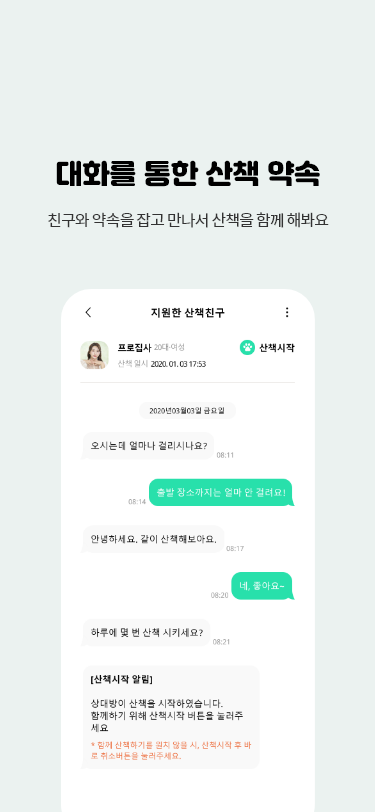 대화를 통한 산책 약속
친구와 약속을 잡고 만나서 산책을 함께 해봐요
지원한 산책친구
프로집사 20대·여성
산책시작
산책 일시 2020. 01. 03 17:53
2020년03월03일 금요일
오시는데 얼마나 걸리시나요?
08:11
출발 장소까지는 얼마 안 걸려요!
08:14
안녕하세요. 같이 산책해보아요.
08:17
네, 좋아요~
08:20
하루에 몇 번 산책 시키세요?
08:21
[산책시작 알림]
상대방이 산책을 시작하였습니다.
함께하기 위해 산책시작 버튼을 눌러주
세요
* 함께 산책하기를 원지 않을 시, 산책시작 후 바
로 취소버튼을 눌러주세요.